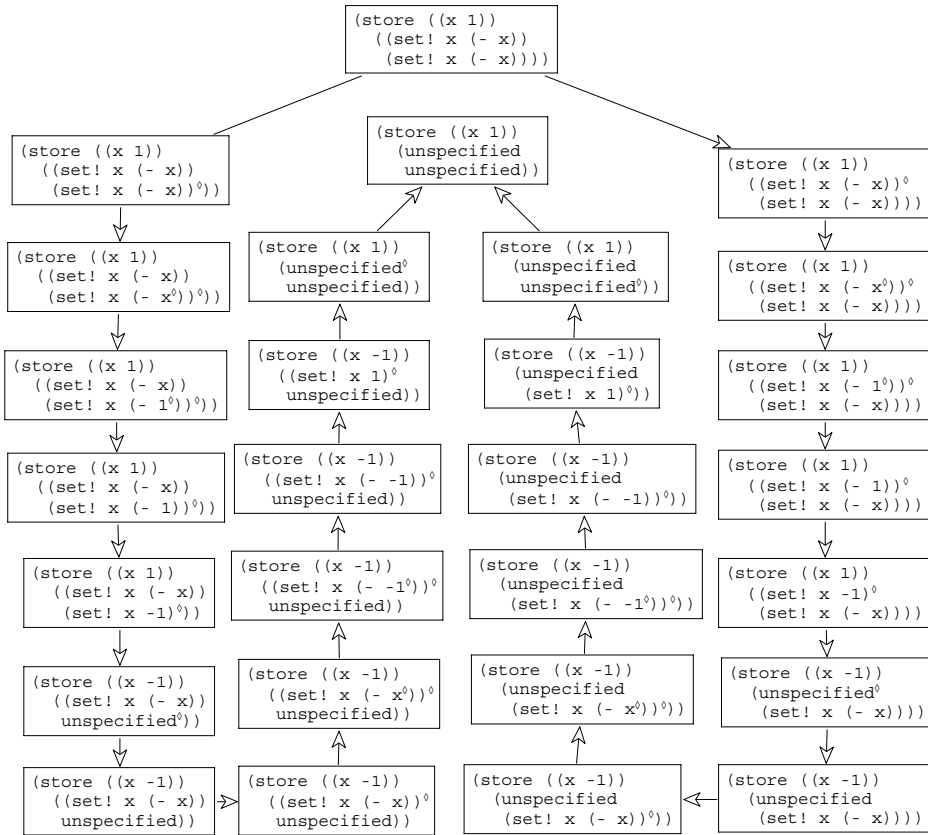 (store ((x 1))
((set! x (- x))
(set! x (- x))))
(store ((x 1))
((set! x (- x))
(set! x (- x))◊))
(store ((x 1))
((set! x (- x))
(set! x (- x◊))◊))
(store ((x 1))
((set! x (- x))
(set! x (- 1◊))◊))
(store ((x 1))
((set! x (- x))
(set! x (- 1))◊))
(store ((x 1))
((set! x (- x))
(set! x -1)◊))
(store ((x -1))
((set! x (- x))
unspecified◊))
(store ((x -1))
((set! x (- x))
unspecified))
(store ((x -1))
((set! x (- x))◊
unspecified))
(store ((x -1))
((set! x (- x◊))◊
unspecified))
(store ((x -1))
((set! x (- -1◊))◊
unspecified))
(store ((x -1))
((set! x (- -1))◊
unspecified))
(store ((x -1))
((set! x 1)◊
unspecified))
(store ((x 1))
(unspecified◊
unspecified))
(store ((x 1))
(unspecified
unspecified))
(store ((x 1))
((set! x (- x))◊
(set! x (- x))))
(store ((x 1))
((set! x (- x◊))◊
(set! x (- x))))
(store ((x 1))
((set! x (- 1◊))◊
(set! x (- x))))
(store ((x 1))
((set! x (- 1))◊
(set! x (- x))))
(store ((x 1))
((set! x -1)◊
(set! x (- x))))
(store ((x -1))
(unspecified◊
(set! x (- x))))
(store ((x -1))
(unspecified
(set! x (- x))))
(store ((x -1))
(unspecified
(set! x (- x))◊))
(store ((x -1))
(unspecified
(set! x (- x◊))◊))
(store ((x -1))
(unspecified
(set! x (- -1◊))◊))
(store ((x -1))
(unspecified
(set! x (- -1))◊))
(store ((x -1))
(unspecified
(set! x 1)◊))
(store ((x 1))
(unspecified
unspecified◊))